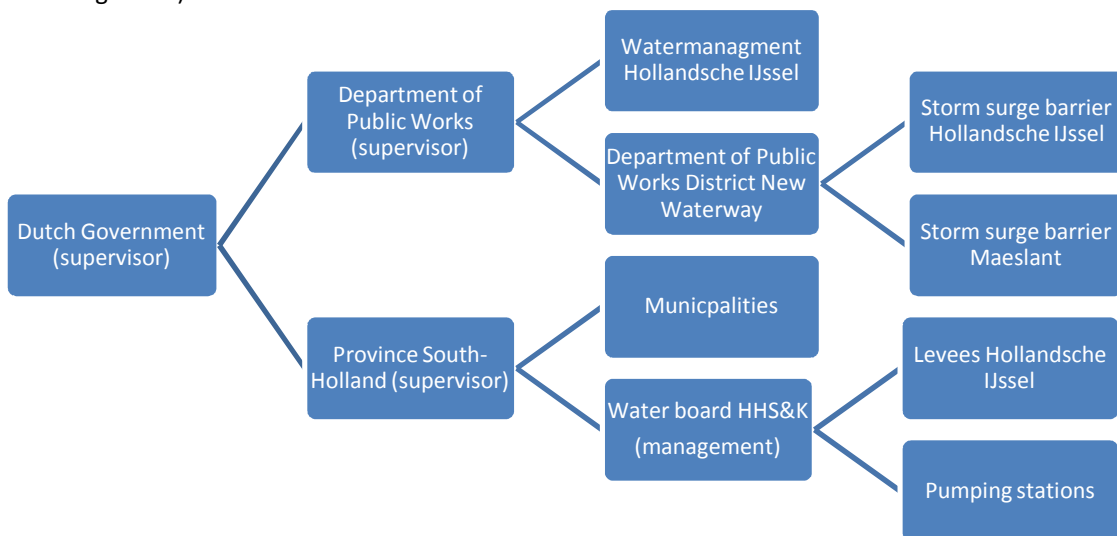 Watermanagment
Hollandsche IJssel
Department of
Public Works
(supervisor)
Storm surge barrier
Hollandsche IJssel
Department of Public
Works District New
Waterway
Dutch Government
(supervisor)
Storm surge barrier
Maeslant
Municpalities
Province South-
Holland (supervisor)
Levees Hollandsche
IJssel
Water board HHS&K
(management)
Pumping stations